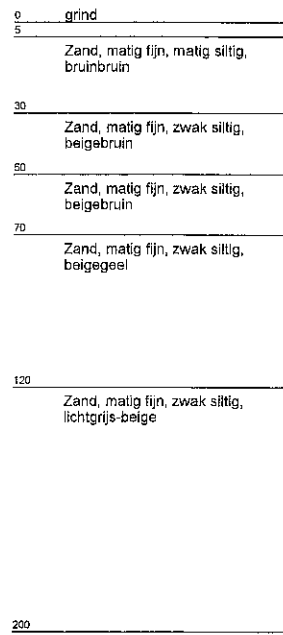 0 grind
5
Zand, matig fijn, matig siltig,
bruinbruin
30
Zand, matig fijn, zwak siltig,
beigebruin
50
Zand, matig fijn, zwak siltig,
beigebruin
70
Zand, matig fijn, zwak siltig,
beigegeel
120
Zand, matig fijn, zwak siltig,
lichtgrijs-beige
200